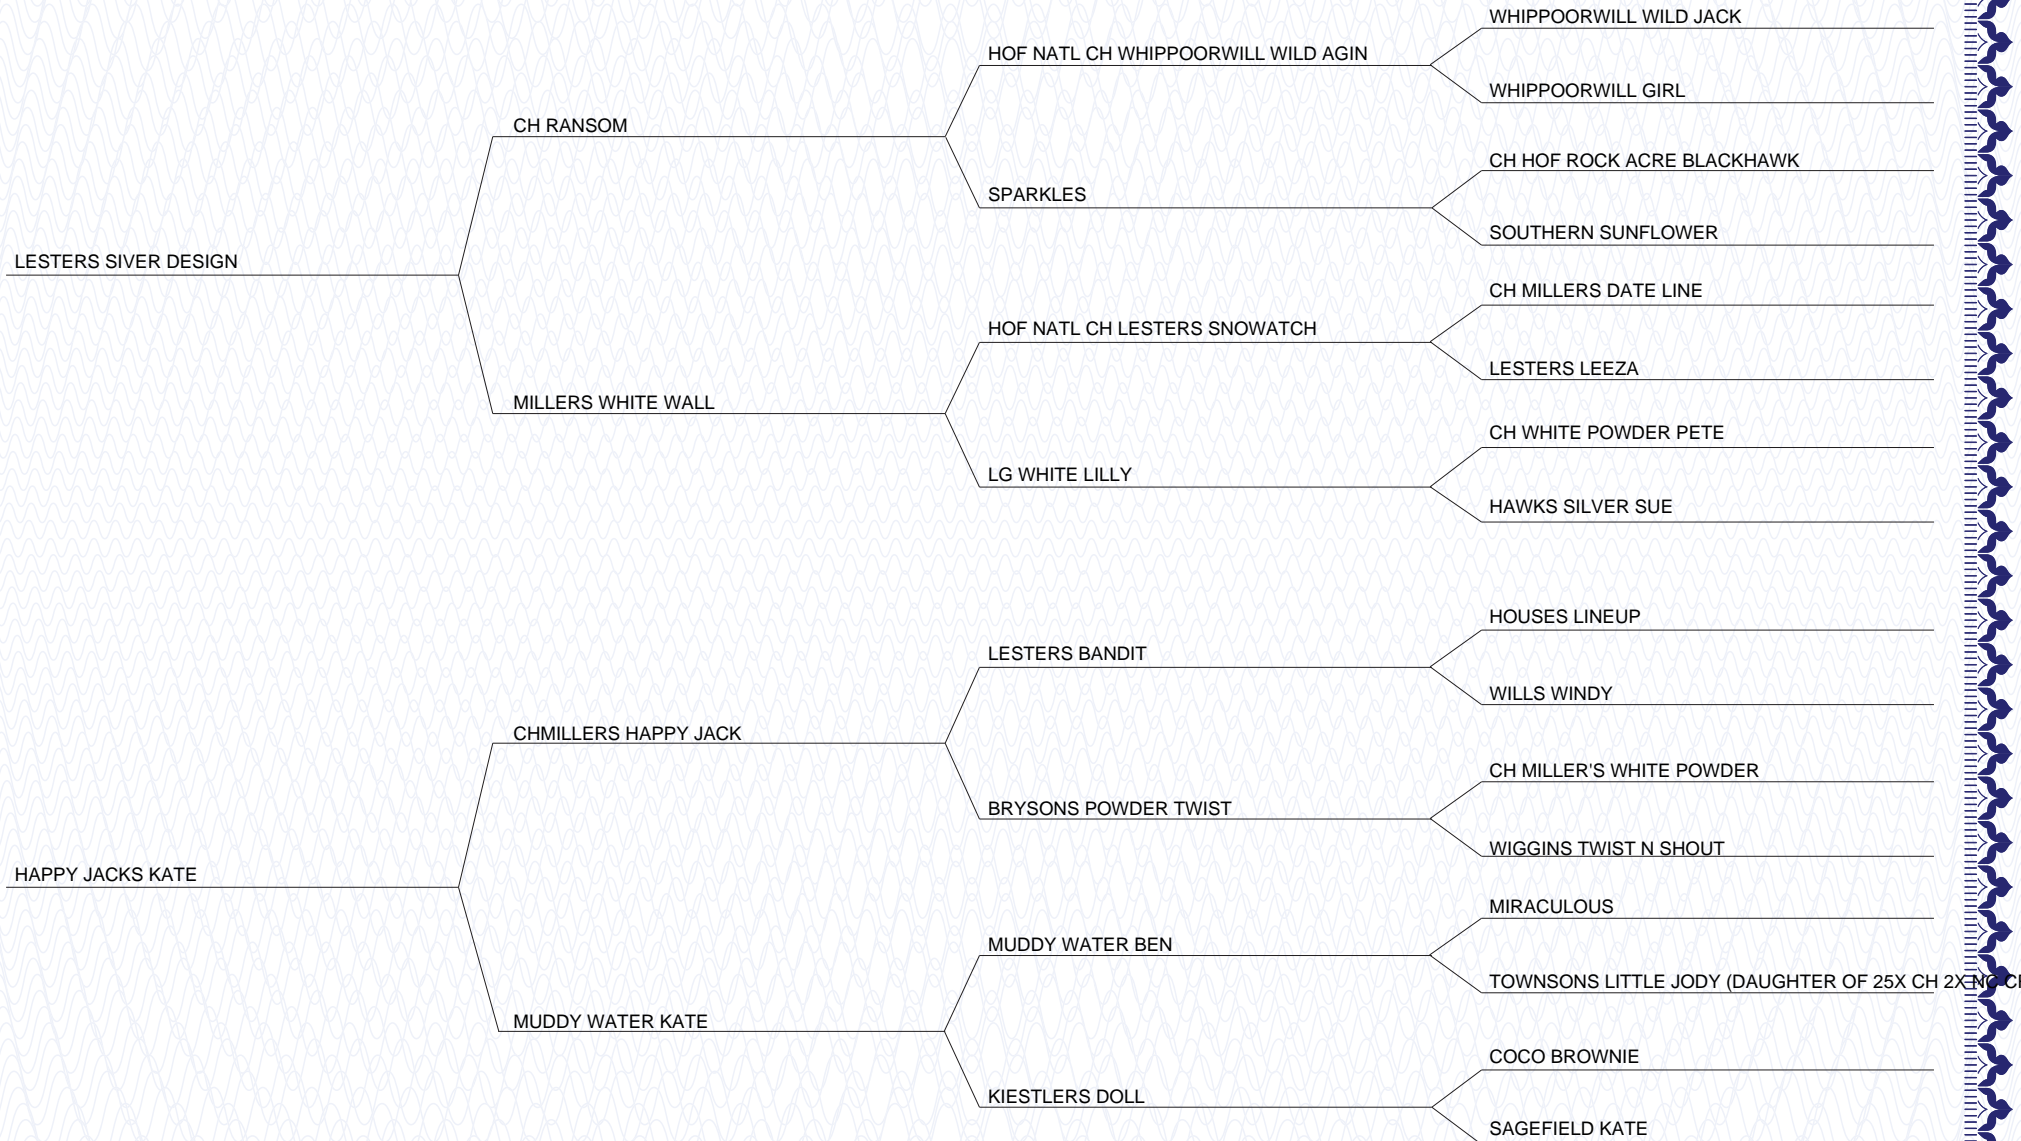 WHIPPOORWILL WILD JACK
HOF NATL CH WHIPPOORWILL WILD AGIN
WHIPPOORWILL GIRL
CH RANSOM
CH HOF ROCK ACRE BLACKHAWK
SPARKLES
SOUTHERN SUNFLOWER
LESTERS SIVER DESIGN
CH MILLERS DATE LINE
HOF NATL CH LESTERS SNOWATCH
LESTERS LEEZA
MILLERS WHITE WALL
CH WHITE POWDER PETE
LG WHITE LILLY
HAWKS SILVER SUE
HOUSES LINEUP
LESTERS BANDIT
WILLS WINDY
CHMILLERS HAPPY JACK
CH MILLER'S WHITE POWDER
BRYSONS POWDER TWIST
WIGGINS TWIST N SHOUT
HAPPY JACKS KATE
MIRACULOUS
MUDDY WATER BEN
TOWNSONS LITTLE JODY (DAUGHTER OF 25X CH 2X NC
MUDDY WATER KATE
COCO BROWNIE
KIESTLERS DOLL
SAGEFIELD KATE